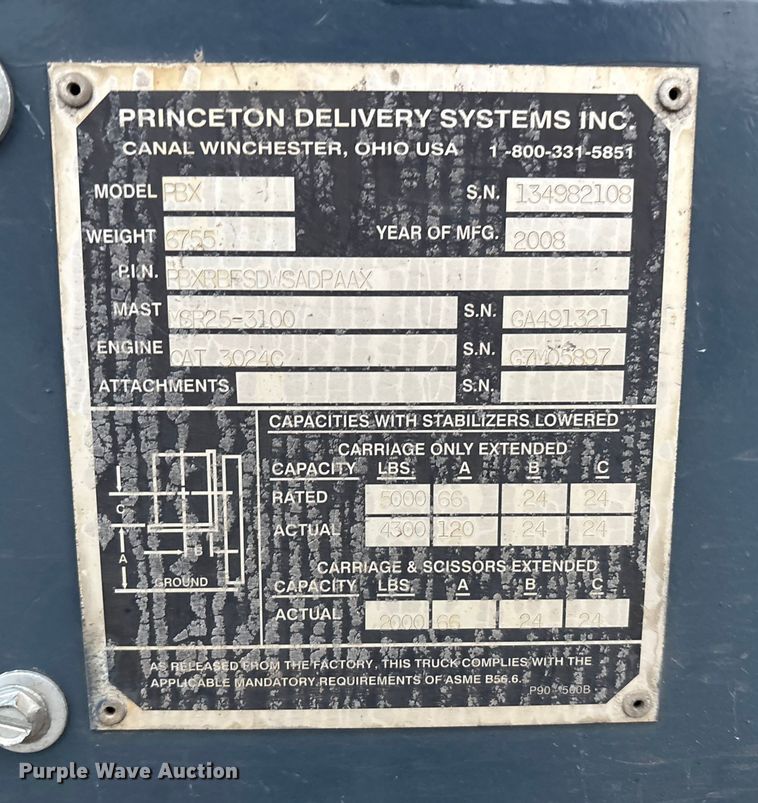 PRINCETON DELIVERY SYSTEMS INC.
CANAL WINCHESTER, OHIO USA 1-800-331-5851
MODEL PBX S.N. 134982108
WEIGHT 6755 YEAR OF MFG. 2008
P.I.N. PBXRBFSDWSADPAAX
MAST MSR25-3100 S.N. GA491321
ENGINE CAT 3024C S.N. G7M05897
ATTACHMENTS S.N.
CAPACITIES WITH STABILIZERS LOWERED
CARRIAGE ONLY EXTENDED
CAPACITY LBS. A B C
RATED 5000 66 24 24
ACTUAL 4300 120 24 24
CARRIAGE & SCISSORS EXTENDED
CAPACITY LBS. A B C
ACTUAL 2000 66 24 24
C
B
A
GROUND
AS RELEASED FROM THE FACTORY, THIS TRUCK COMPLIES WITH THE
APPLICABLE MANDATORY REQUIREMENTS OF ASME B56.6.
Purple Wave Auction